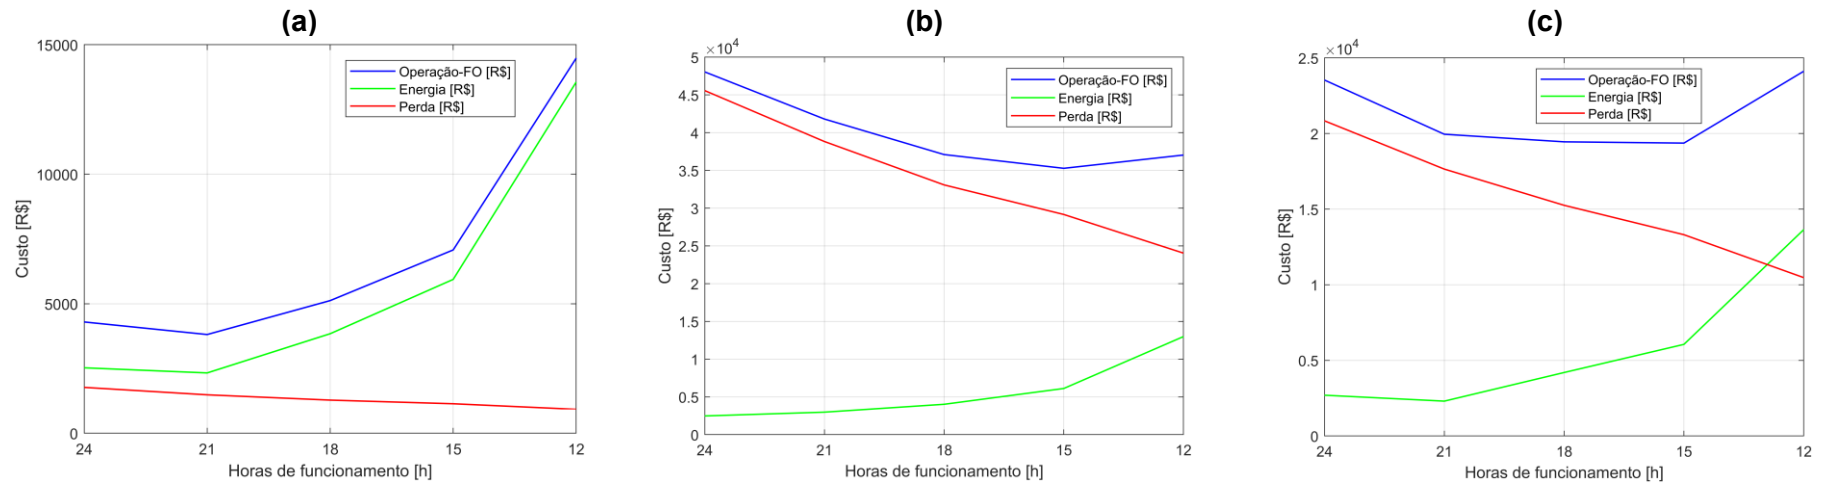 (a)
15000
10000
5000
0
Custo [R$]
24 21 18 15 12
Horas de funcionamento [h]
Operação-FO [R$]
Energia [R$]
Perda [R$]
(b)
×10⁴
5
4.5
4
3.5
3
2.5
2
1.5
1
0.5
0
Custo [R$]
24 21 18 15 12
Horas de funcionamento [h]
Operação-FO [R$]
Energia [R$]
Perda [R$]
(c)
×10⁴
2.5
2
1.5
1
0.5
0
Custo [R$]
24 21 18 15 12
Horas de funcionamento [h]
Operação-FO [R$]
Energia [R$]
Perda [R$]